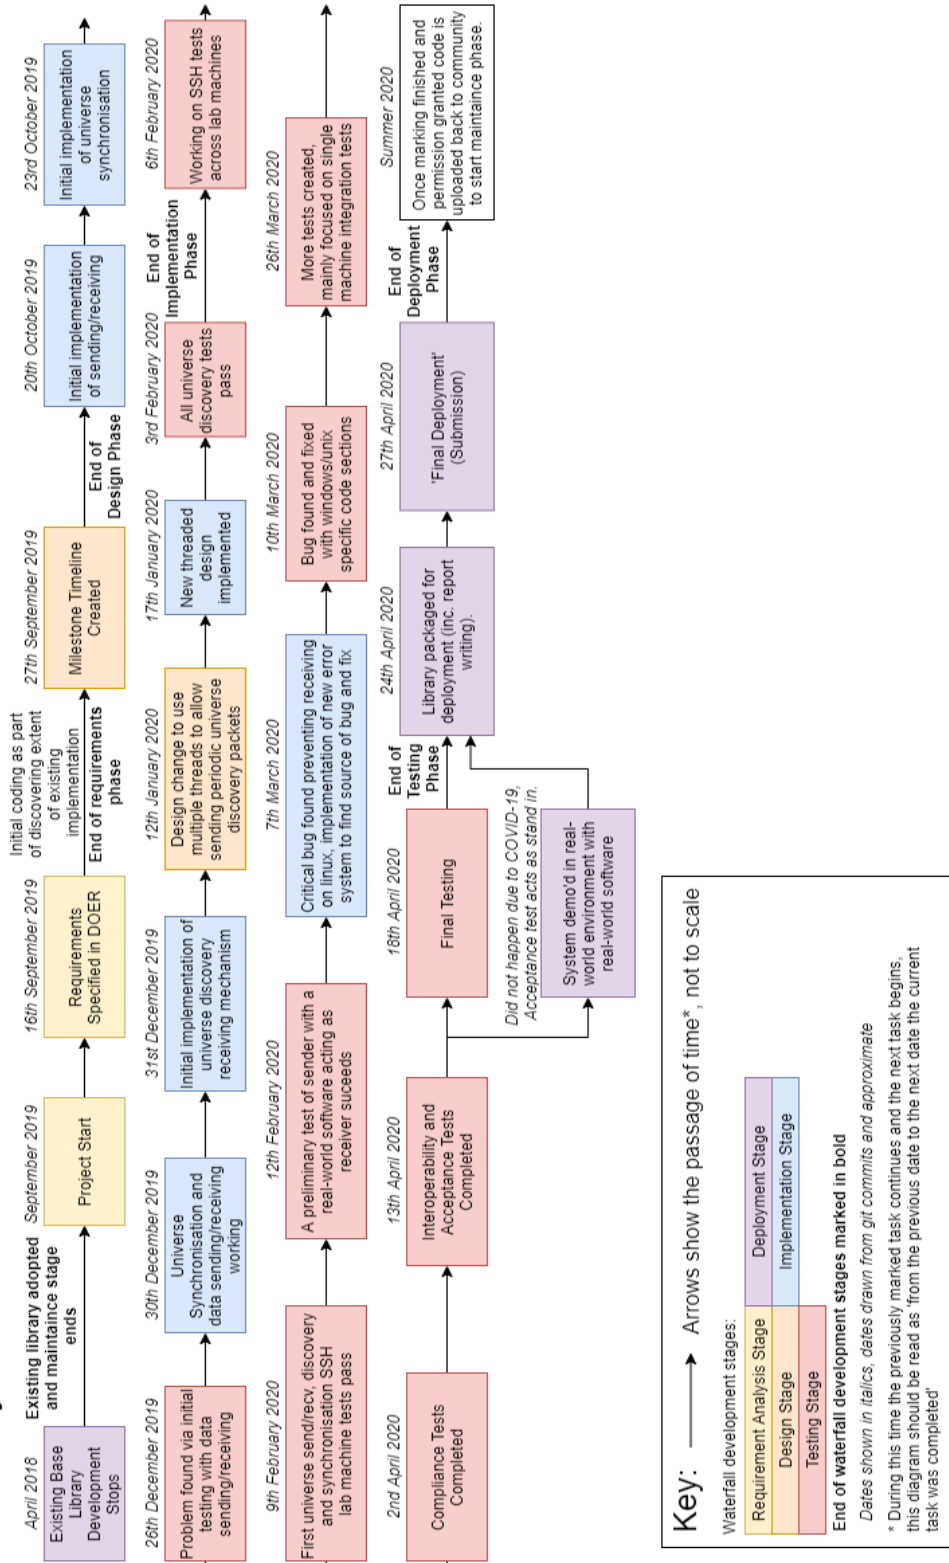 April 2018
Existing Base
Library
Development
Stops
Existing library adopted
and maintaince stage
ends
September 2019
Project Start
16th September 2019
Requirements
Specified in DOER
Initial coding as part
of discovering extent
of existing
implementation
End of requirements
phase
27th September 2019
Milestone Timeline
Created
End of
Design Phase
20th October 2019
Initial implementation
of sending/receiving
23rd October 2019
Initial implementation
of universe
synchronisation
26th December 2019
Problem found via initial
testing with data
sending/receiving
30th December 2019
Universe
Synchronisation and
data sending/receiving
working
31st December 2019
Initial implementation of
universe discovery
receiving mechanism
12th January 2020
Design change to use
multiple threads to allow
sending periodic universe
discovery packets
17th January 2020
New threaded
design
implemented
3rd February 2020
All universe
discovery tests
pass
End of
Implementation
Phase
6th February 2020
Working on SSH tests
across lab machines
9th February 2020
First universe send/recv, discovery
and synchronisation SSH
lab machine tests pass
12th February 2020
A preliminary test of sender with a
real-world software acting as
receiver suceeds
7th March 2020
Critical bug found preventing receiving
on linux, implementation of new error
system to find source of bug and fix
10th March 2020
Bug found and fixed
with windows/unix
specific code sections
26th March 2020
More tests created,
mainly focused on single
machine integration tests
2nd April 2020
Compliance Tests
Completed
13th April 2020
Interoperability and
Acceptance Tests
Completed
16th April 2020
Final Testing
Did not happen due to COVID-19,
Acceptance test acts as stand in.
System demo'd in real-
world environment with
real-world software
End of
Testing
Phase
24th April 2020
Library packaged for
deployment (inc. report
writing).
27th April 2020
'Final Deployment'
(Submission)
End of
Deployment
Phase
Summer 2020
Once marking finished and
permission granted code is
uploaded back to community
to start maintaince phase.
Key:
Arrows show the passage of time*, not to scale
Waterfall development stages:
Requirement Analysis Stage
Deployment Stage
Design Stage
Implementation Stage
Testing Stage
End of waterfall development stages marked in bold
Dates shown in italics, dates drawn from git commits and approximate
* During this time the previously marked task continues and the next task begins,
this diagram should be read as 'from the previous date to the next date the current
task was completed'